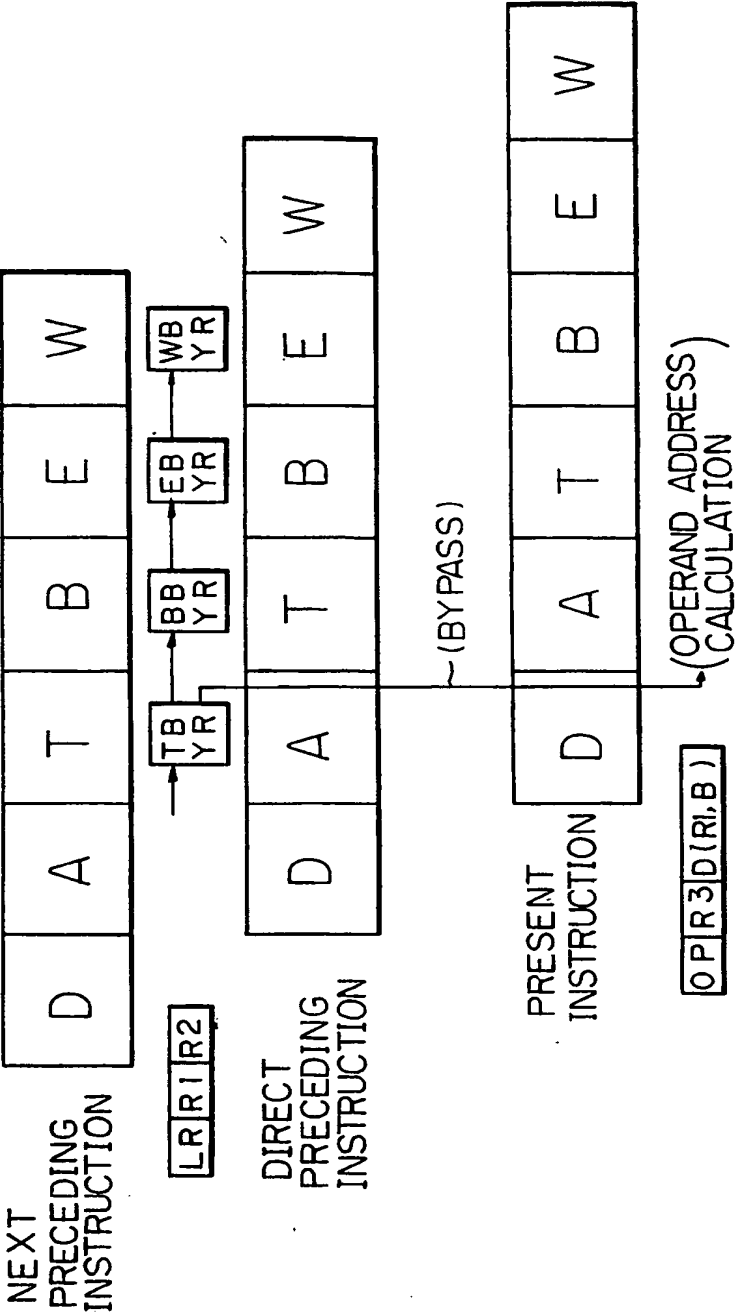 NEXT
PRECEDING
INSTRUCTION
D A T B E W
LR R1 R2
TB
YR
BB
YR
EB
YR
WB
YR
DIRECT
PRECEDING
INSTRUCTION
D A T B E W
~(BYPASS)
PRESENT
INSTRUCTION
D A T B E W
OP R3 D(R1,B)
(OPERAND ADDRESS
CALCULATION)